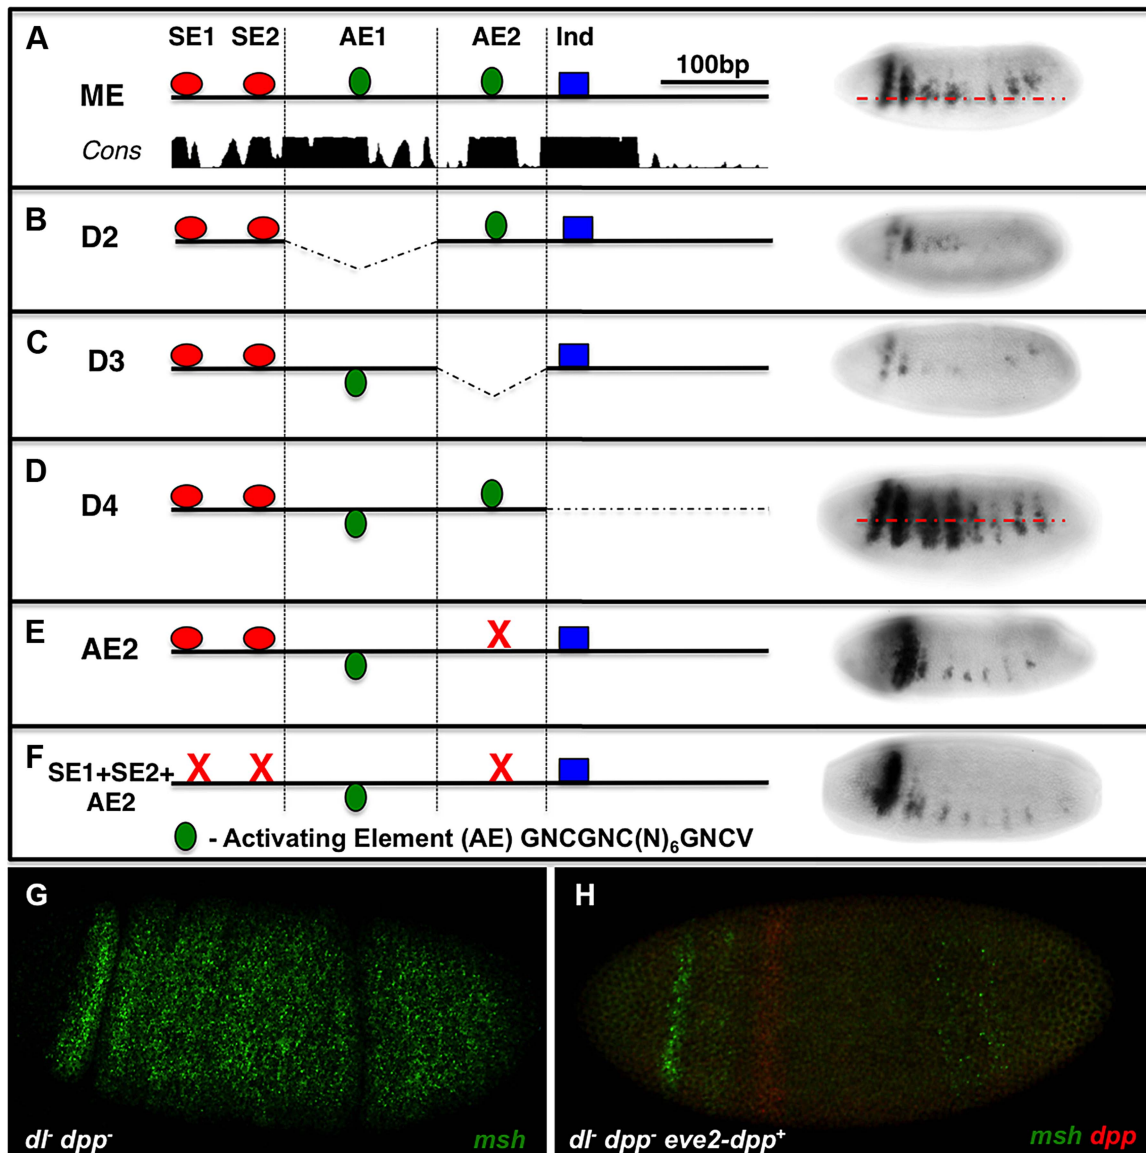 A SE1 SE2 AE1 AE2 Ind
ME 100bp
Cons
B D2
C D3
D D4
E AE2 X
F SE1+SE2+
AE2 X X X
- Activating Element (AE) GNCGNC(N)₆GNCV
G
dl⁻ dpp⁻ msh
H
dl⁻ dpp⁻ eve2-dpp⁺ msh dpp